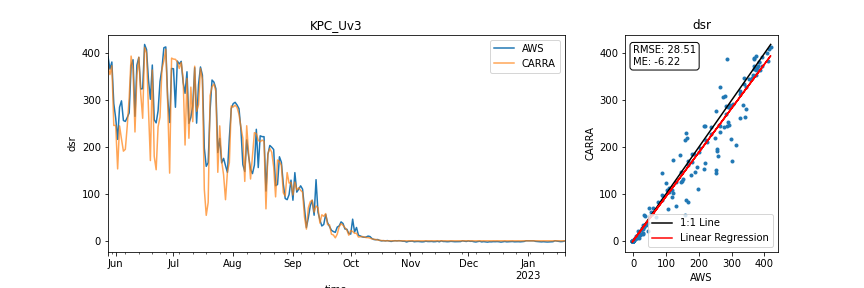 KPC_Uv3
dsr
400
300
200
100
0
AWS
CARRA
Jun
Jul
Aug
Sep
Oct
Nov
Dec
Jan
2023
dsr
CARRA
400
300
200
100
0
RMSE: 28.51
ME: -6.22
1:1 Line
Linear Regression
0
100
200
300
400
AWS